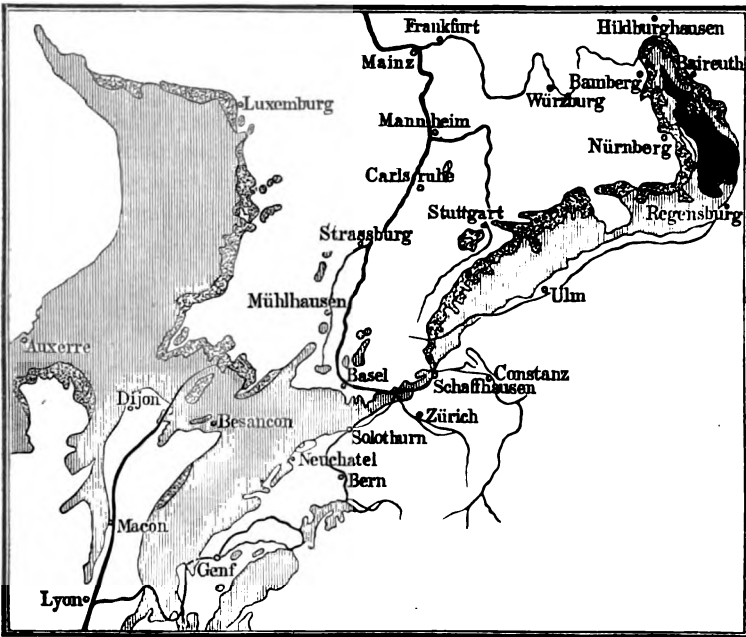 Frankfurt
Hildburghausen
Mainz
Baireuth
Bamberg
Würzburg
Luxemburg
Mannheim
Nürnberg
Carlsruhe
Stuttgart
Regensburg
Strassburg
Mühlhausen
Ulm
Auxerre
Basel
Constanz
Schaffhausen
Dijon
Besancon
Zürich
Solothurn
Neuchatel
Bern
Macon
Genf
Lyon